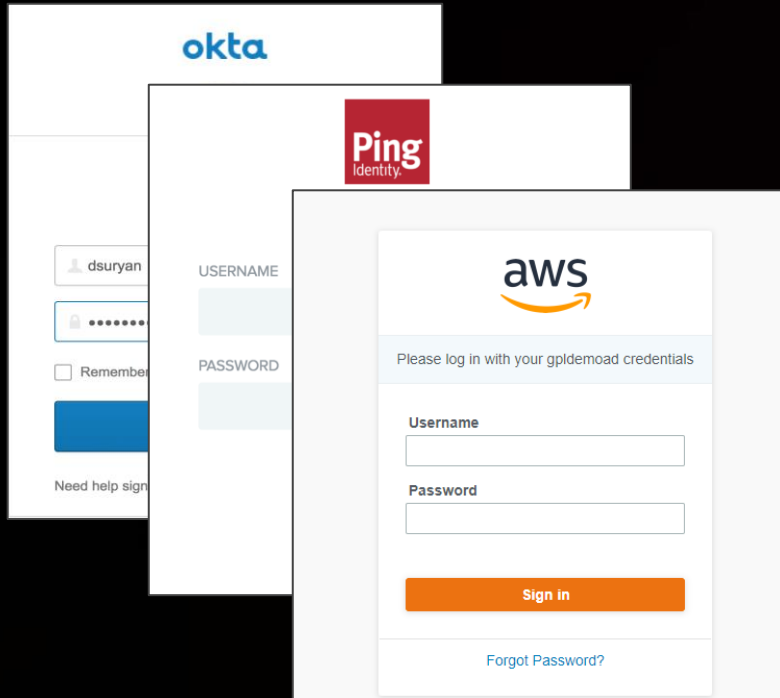 okta
dsuryan
Remember
Need help sign
Ping
Identity.
USERNAME
PASSWORD
aws
Please log in with your gpldemoad credentials
Username
Password
Sign in
Forgot Password?